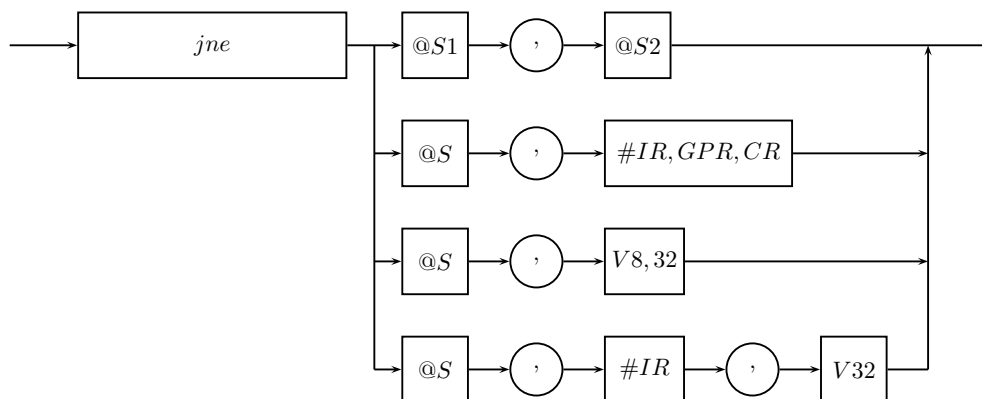 jne @S1 , @S2
@S , #IR, GPR, CR
@S , V8, 32
@S , #IR , V32